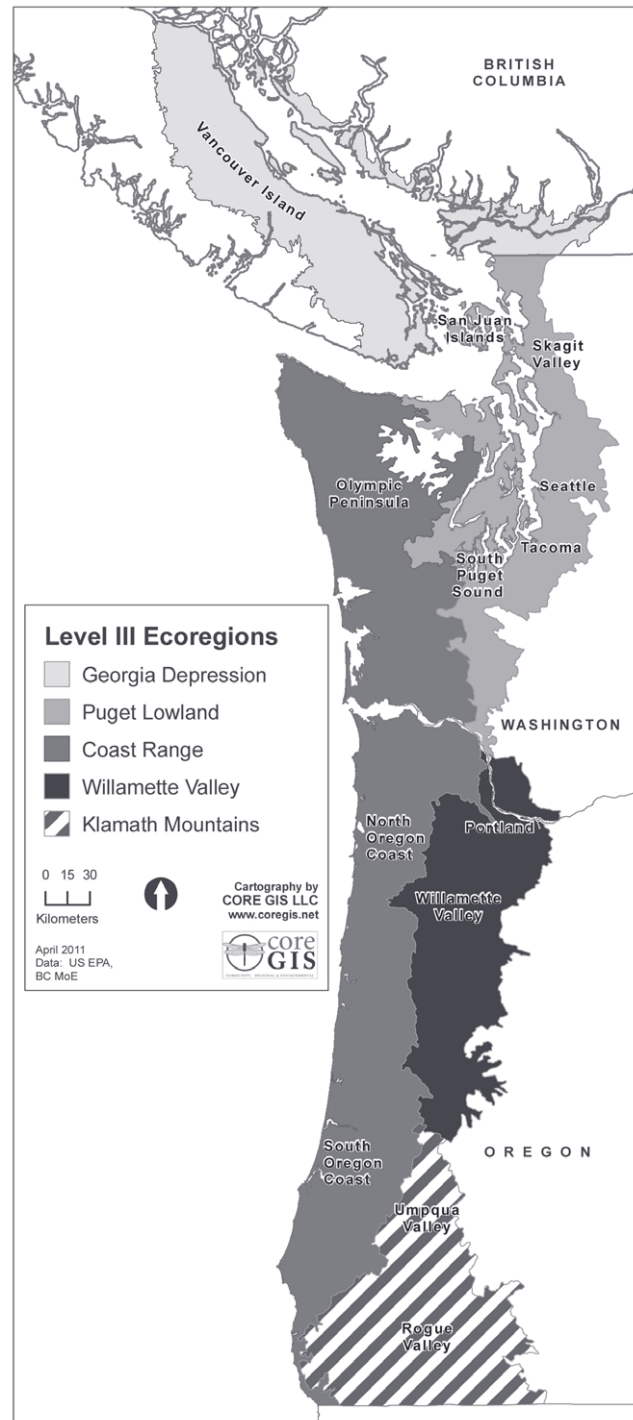 BRITISH
COLUMBIA
Vancouver Island
San Juan
Islands
Skagit
Valley
Olympic
Peninsula
Seattle
Tacoma
South
Puget
Sound
Level III Ecoregions
Georgia Depression
Puget Lowland
Coast Range
Willamette Valley
Klamath Mountains
0 15 30
Kilometers
Cartography by
CORE GIS LLC
www.coregis.net
April 2011
Data: US EPA,
BC MoE
core
GIS
WASHINGTON
North
Oregon
Coast
Portland
Willamette
Valley
OREGON
South
Oregon
Coast
Umpqua
Valley
Rogue
Valley